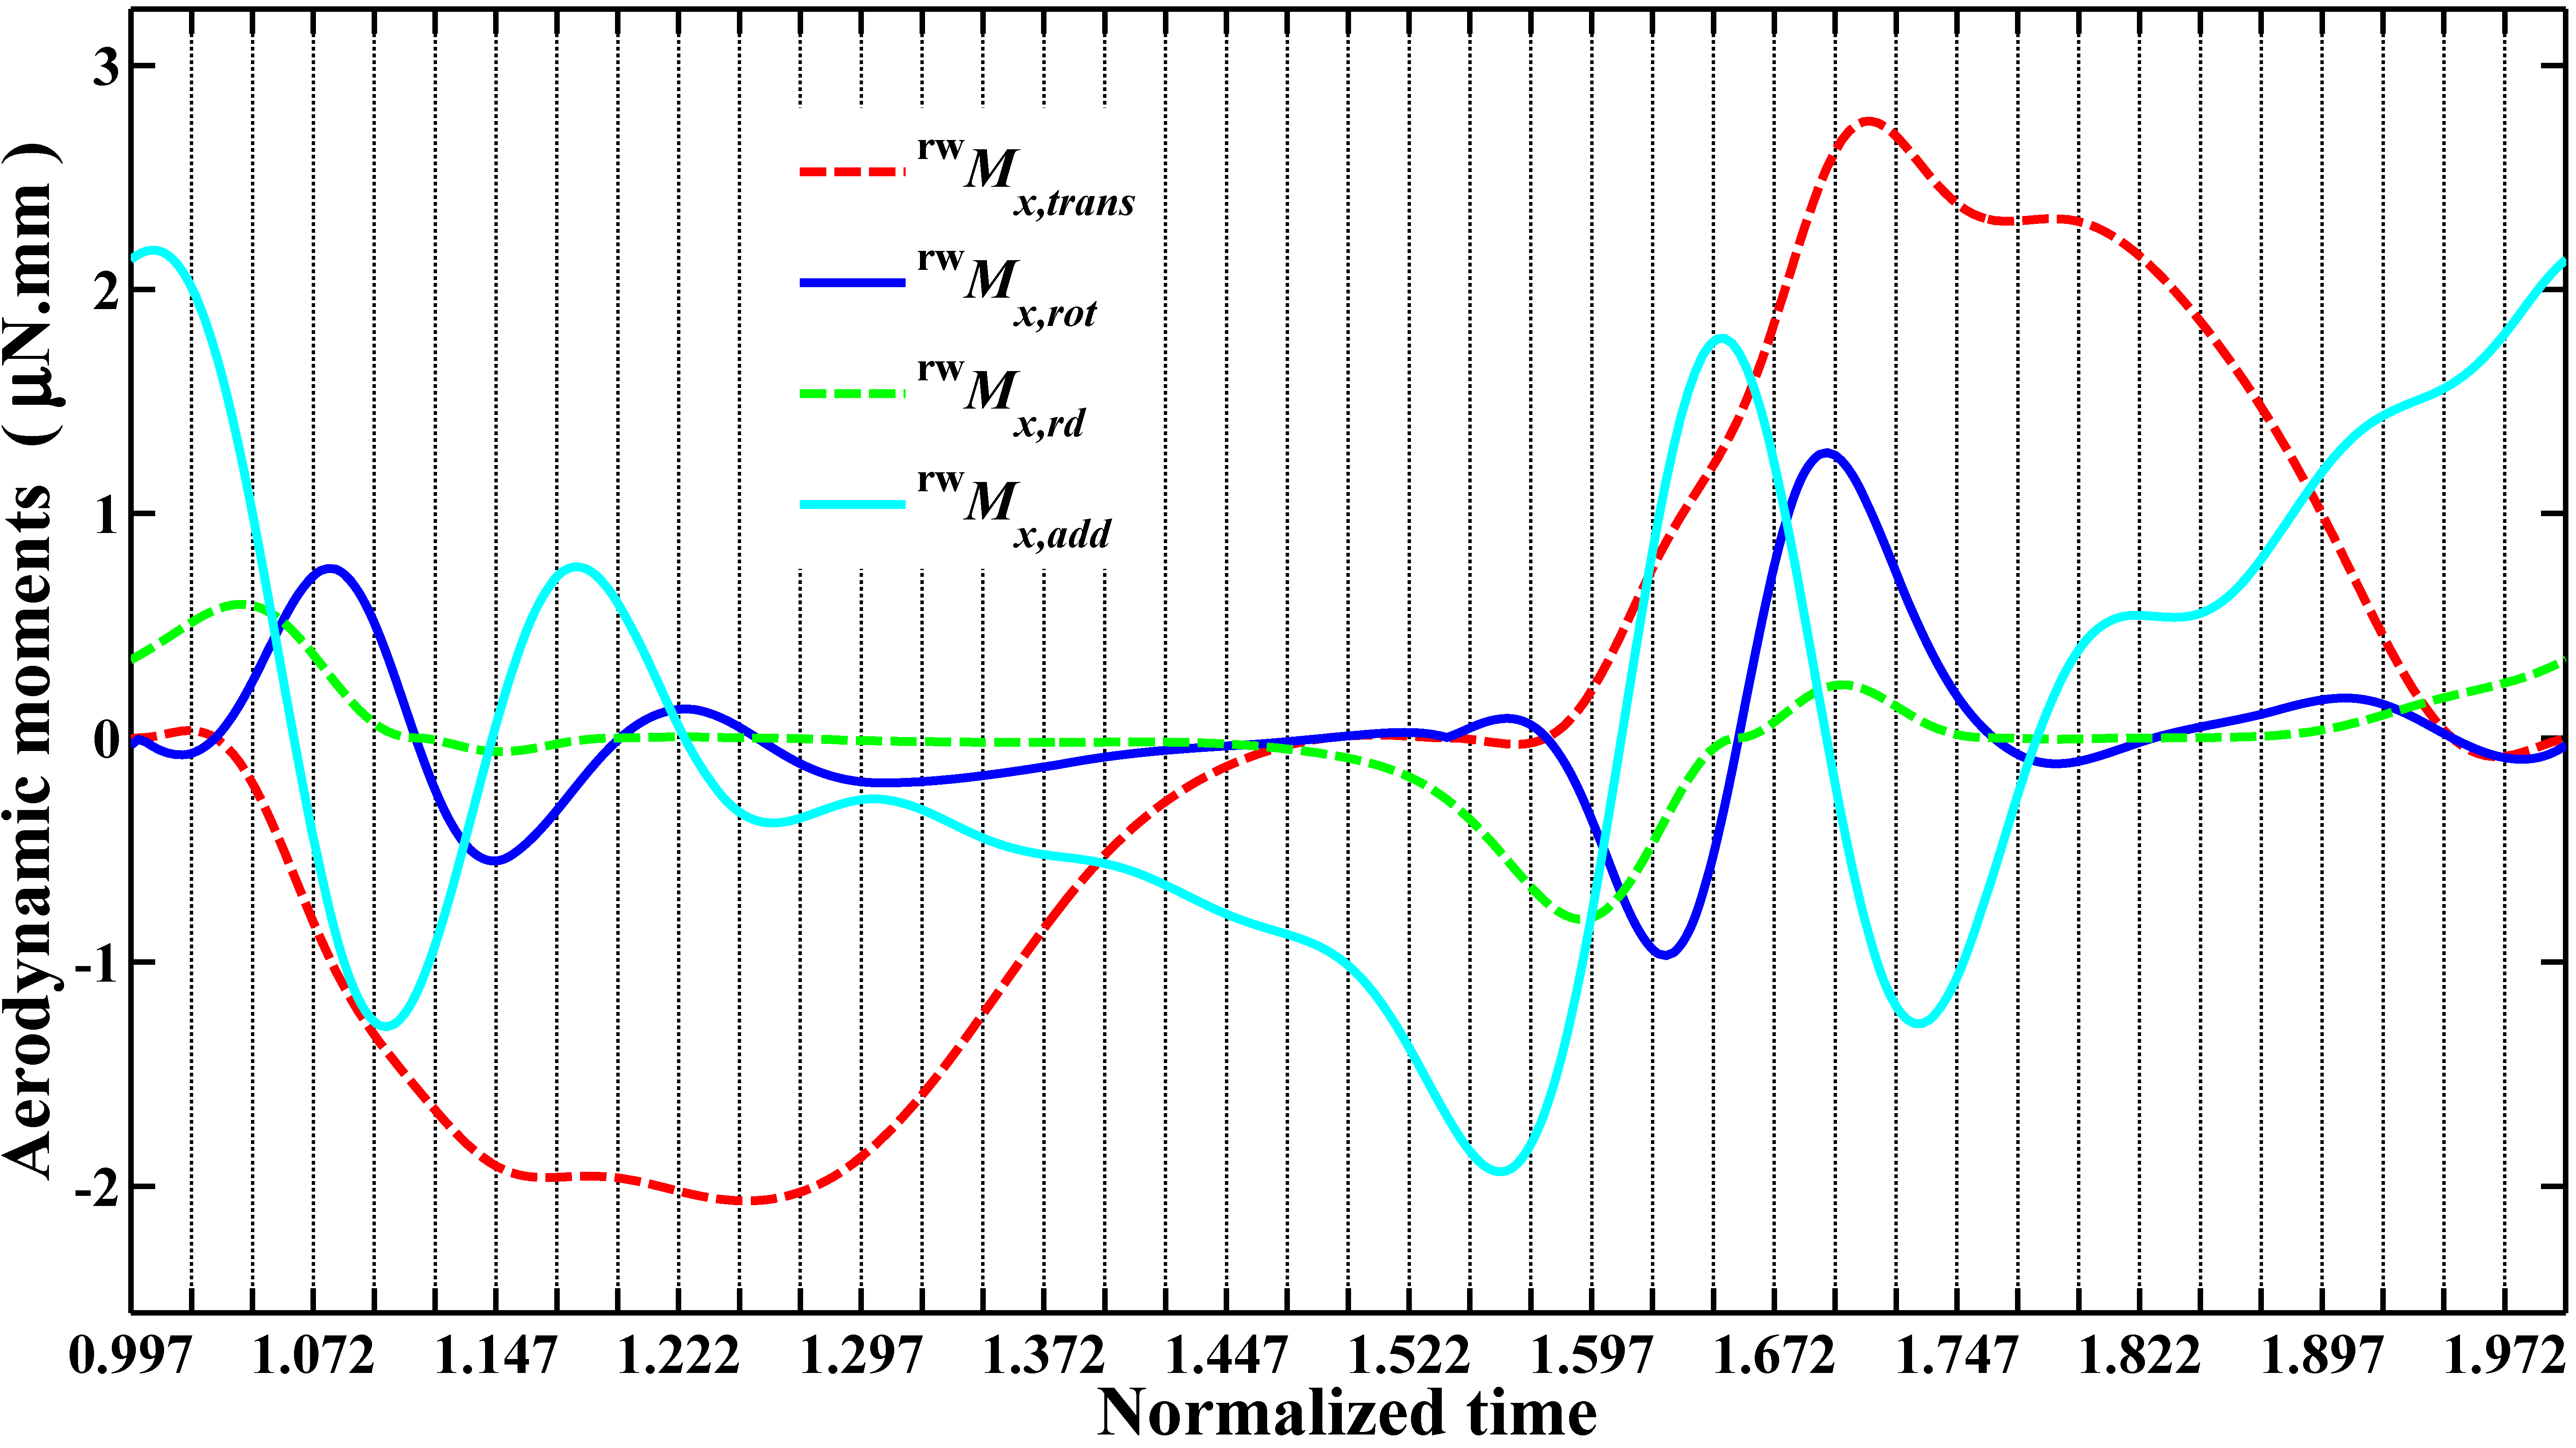 Aerodynamic moments ( μN.mm )
3
2
1
0
-1
-2
rwMx,trans
rwMx,rot
rwMx,rd
rwMx,add
0.997 1.072 1.147 1.222 1.297 1.372 1.447 1.522 1.597 1.672 1.747 1.822 1.897 1.972
Normalized time